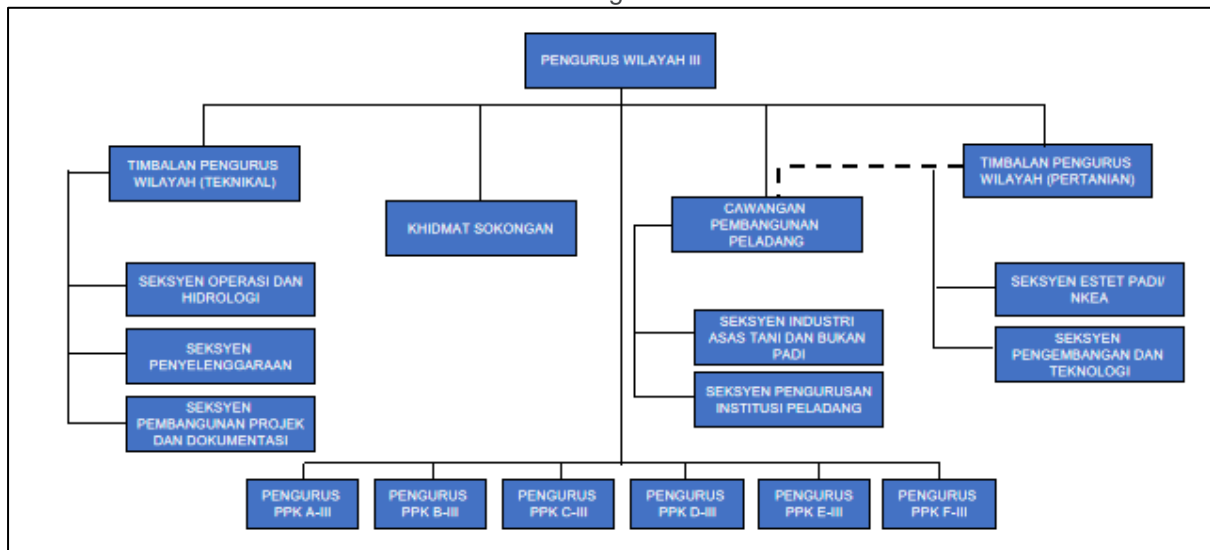 PENGURUS WILAYAH III
TIMBALAN PENGURUS
WILAYAH (TEKNIKAL)
KHIDMAT SOKONGAN
CAWANGAN
PEMBANGUNAN
PELADANG
TIMBALAN PENGURUS
WILAYAH (PERTANIAN)
SEKSYEN OPERASI DAN
HIDROLOGI
SEKSYEN
PENYELENGGARAAN
SEKSYEN
PEMBANGUNAN PROJEK
DAN DOKUMENTASI
SEKSYEN INDUSTRI
ASAS TANI DAN BUKAN
PADI
SEKSYEN PENGURUSAN
INSTITUSI PELADANG
SEKSYEN ESTET PADI/
NKEA
SEKSYEN
PENGEMBANGAN DAN
TEKNOLOGI
PENGURUS
PPK A-III
PENGURUS
PPK B-III
PENGURUS
PPK C-III
PENGURUS
PPK D-III
PENGURUS
PPK E-III
PENGURUS
PPK F-III